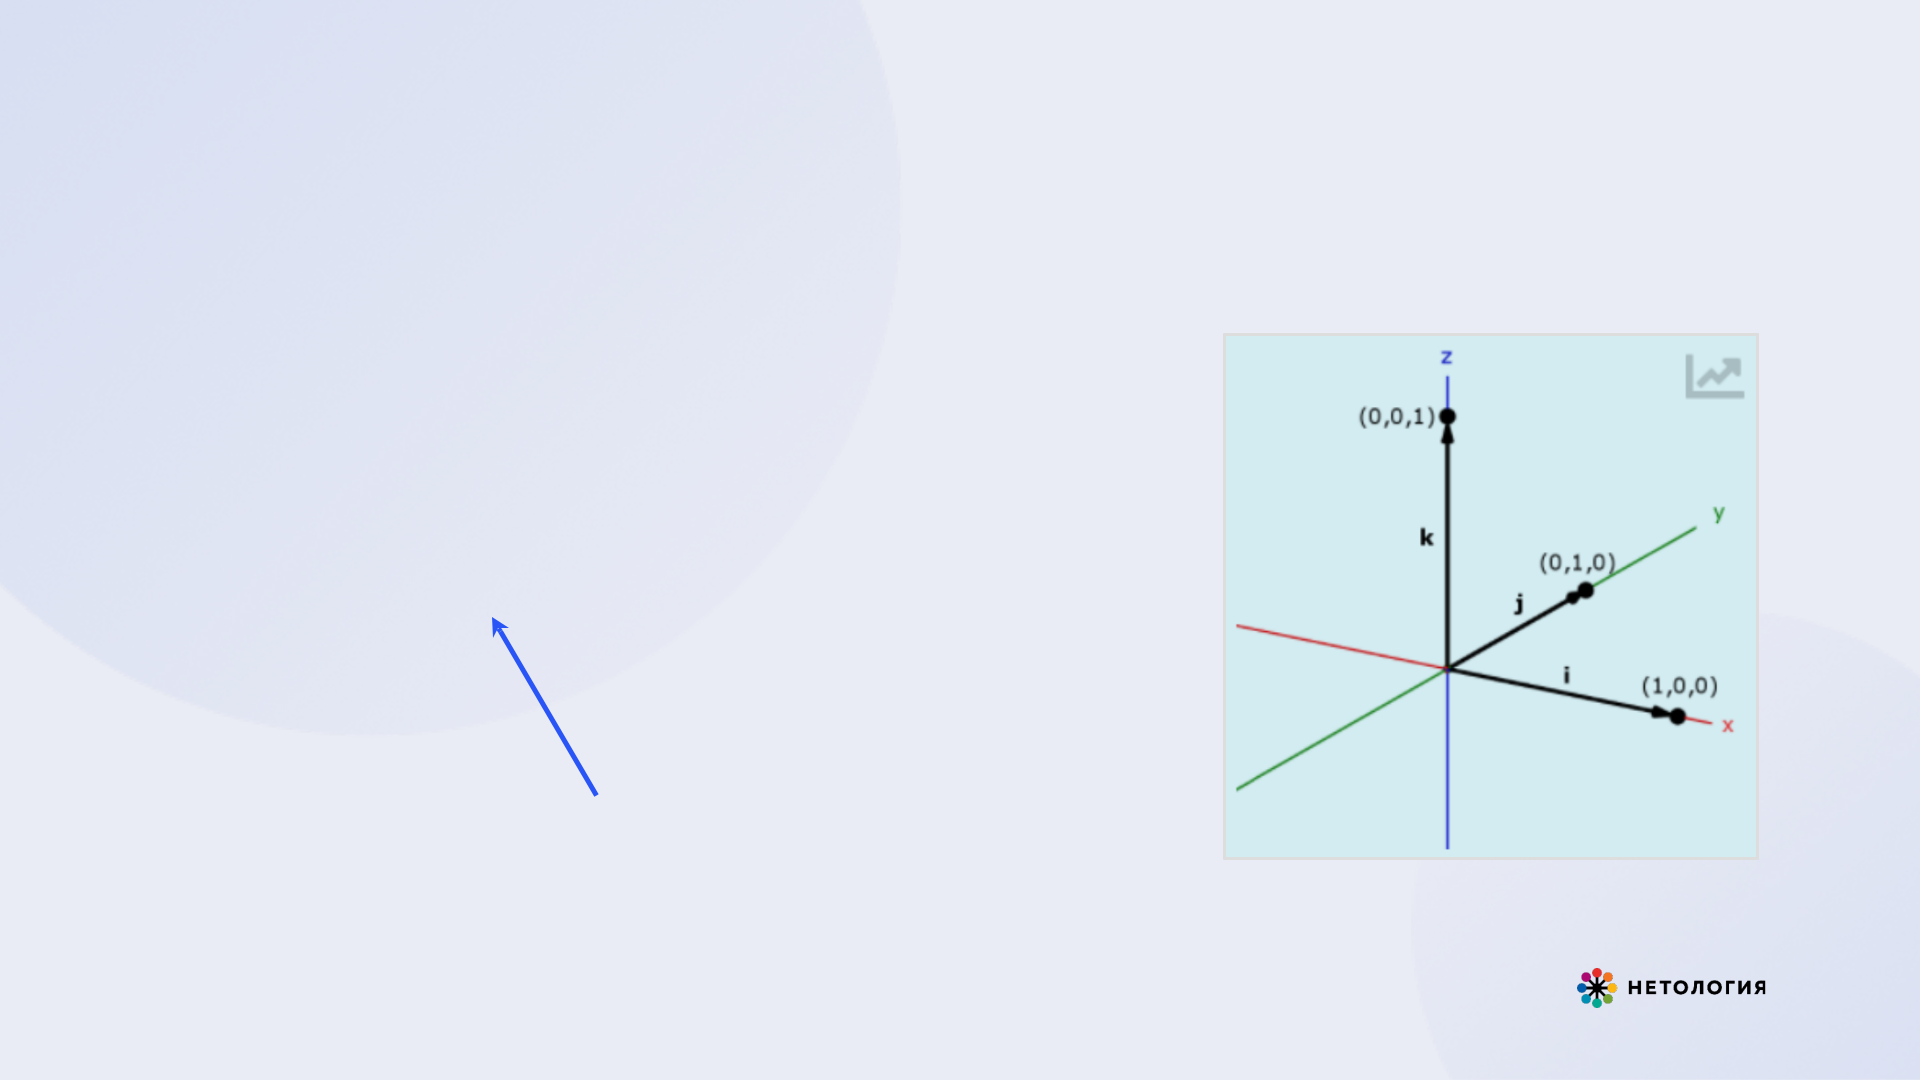 z
(0,0,1)
y
k
(0,1,0)
j
i
(1,0,0)
x
НЕТОЛОГИЯ